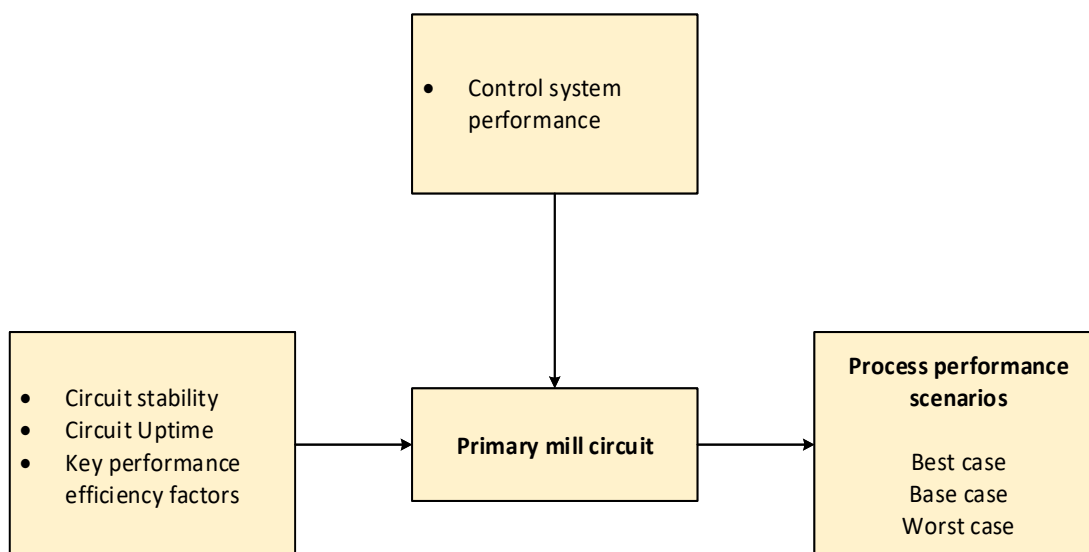 • Control system
performance
• Circuit stability
• Circuit Uptime
• Key performance
efficiency factors
Primary mill circuit
Process performance
scenarios
Best case
Base case
Worst case